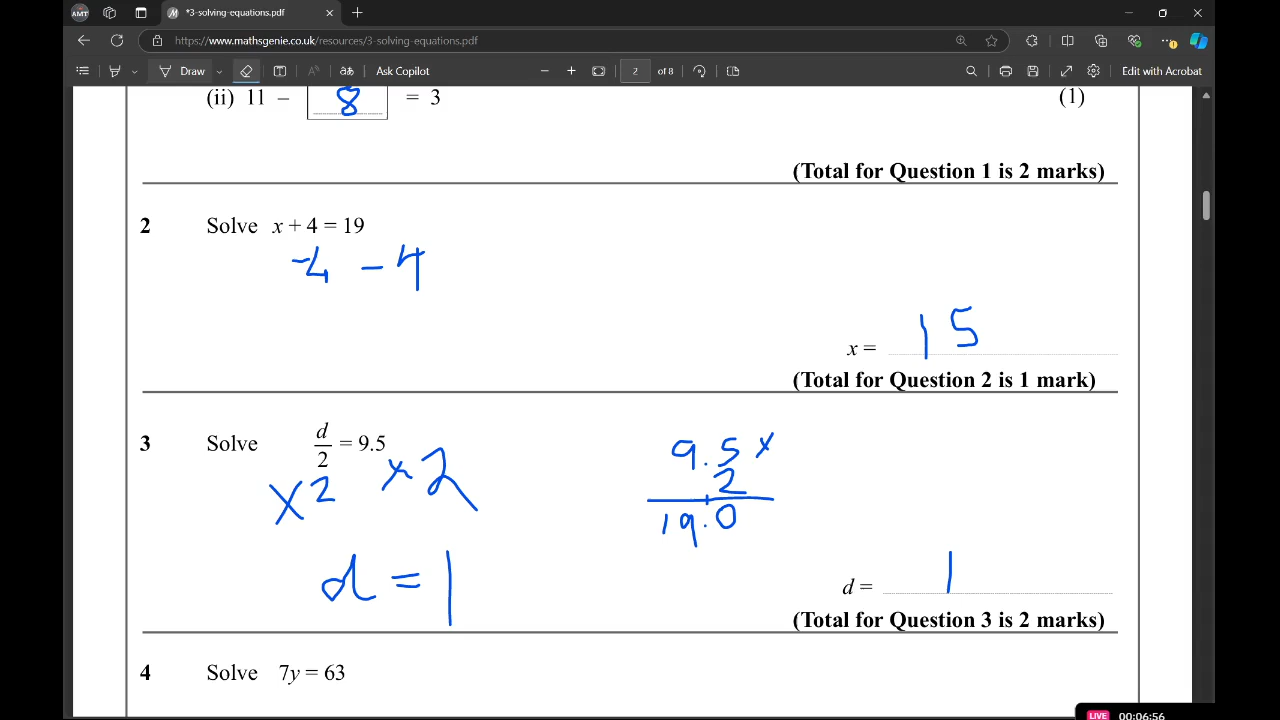 AMT
*3-solving-equations.pdf
https://www.mathsgenie.co.uk/resources/3-solving-equations.pdf
Draw
Ask Copilot
2 of 8
Edit with Acrobat
(ii) 11 – 8 = 3 (1)
(Total for Question 1 is 2 marks)
2 Solve x + 4 = 19
-4 -4
x = 15
(Total for Question 2 is 1 mark)
3 Solve d/2 = 9.5
x2 x2
9.5 x
2
19.0
d = 1
d = 1
(Total for Question 3 is 2 marks)
4 Solve 7y = 63
LIVE 00:06:56